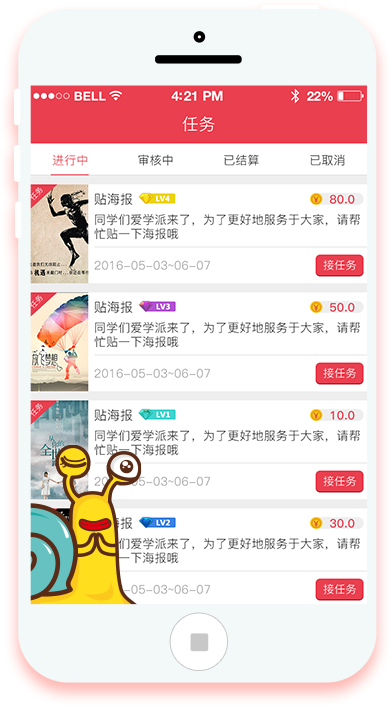 BELL 4:21 PM 22%
任务
进行中 审核中 已结算 已取消
任务
贴海报 LV4 ¥ 80.0
同学们爱学派来了，为了更好地服务于大家，请帮
忙贴一下海报哦
机遇
2016-05-03~06-07 接任务
任务
贴海报 LV3 ¥ 50.0
同学们爱学派来了，为了更好地服务于大家，请帮
忙贴一下海报哦
放飞梦想
2016-05-03~06-07 接任务
任务
贴海报 LV1 ¥ 10.0
同学们爱学派来了，为了更好地服务于大家，请帮
忙贴一下海报哦
2016-05-03~06-07 接任务
海报 LV2 ¥ 30.0
们爱学派来了，为了更好地服务于大家，请帮
一下海报哦
-05-03~06-07 接任务